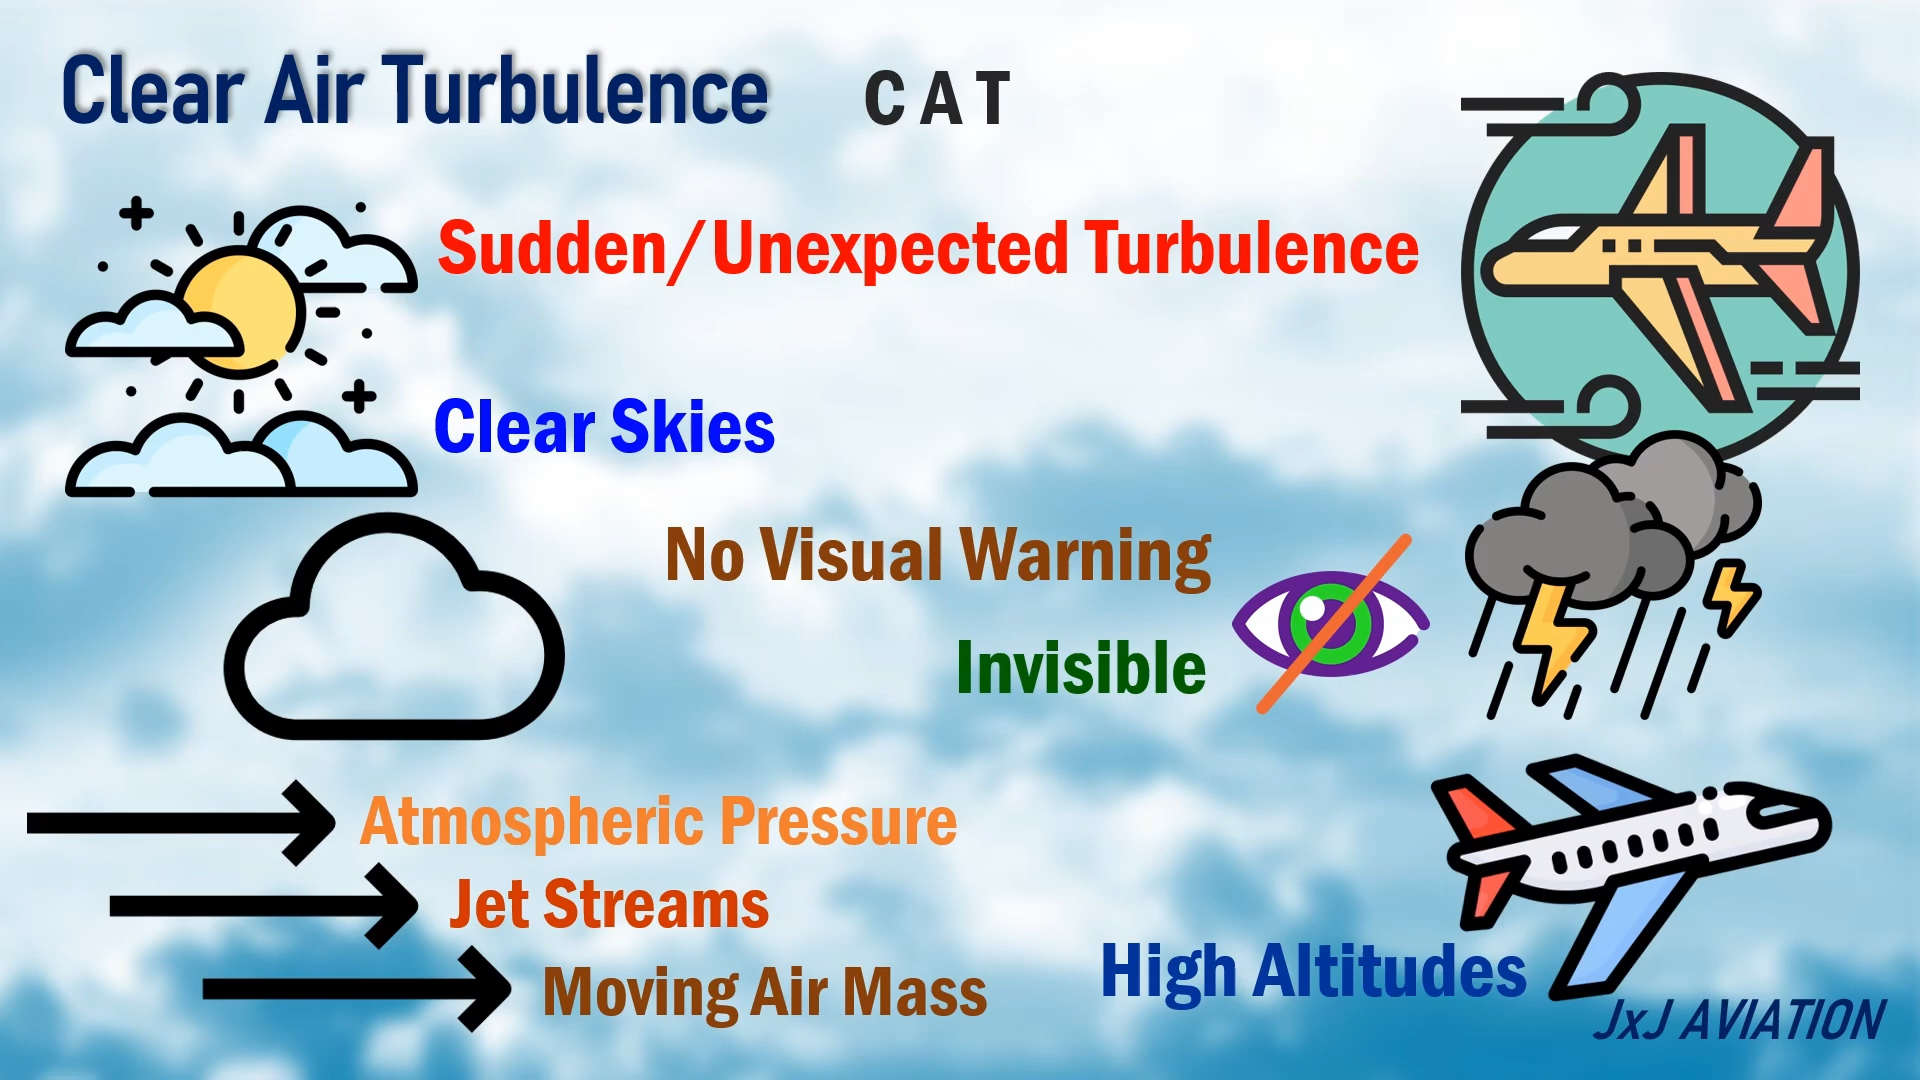 Clear Air Turbulence CAT
Sudden/Unexpected Turbulence
Clear Skies
No Visual Warning
Invisible
Atmospheric Pressure
Jet Streams
Moving Air Mass
High Altitudes
JxJ AVIATION